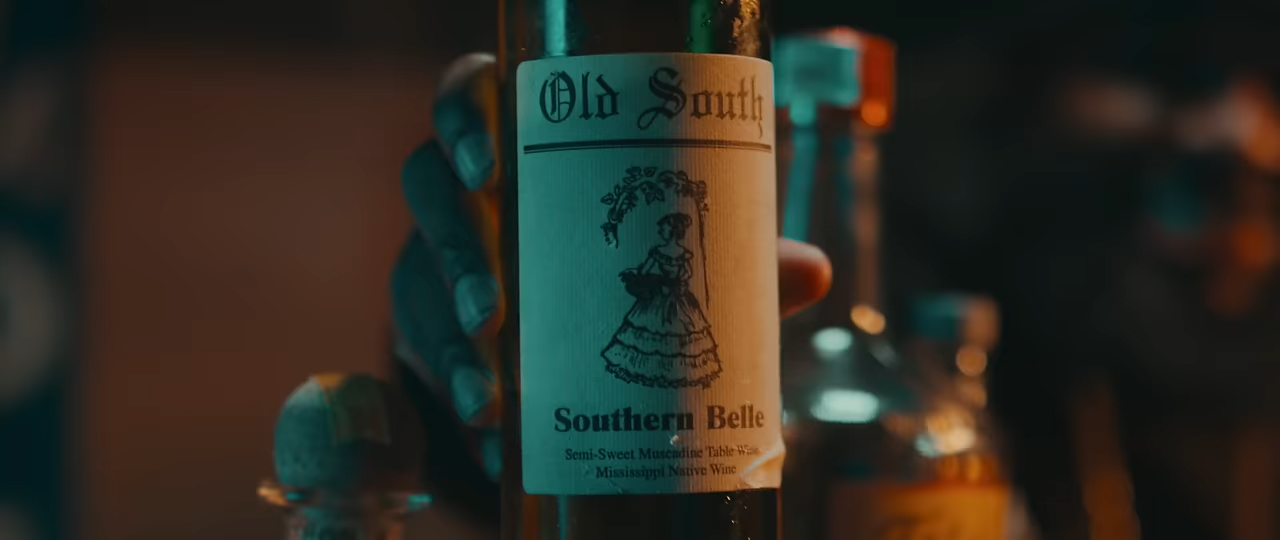 Old South
Southern Belle
Semi-Sweet Muscadine Table Wine
Mississippi Native Wine